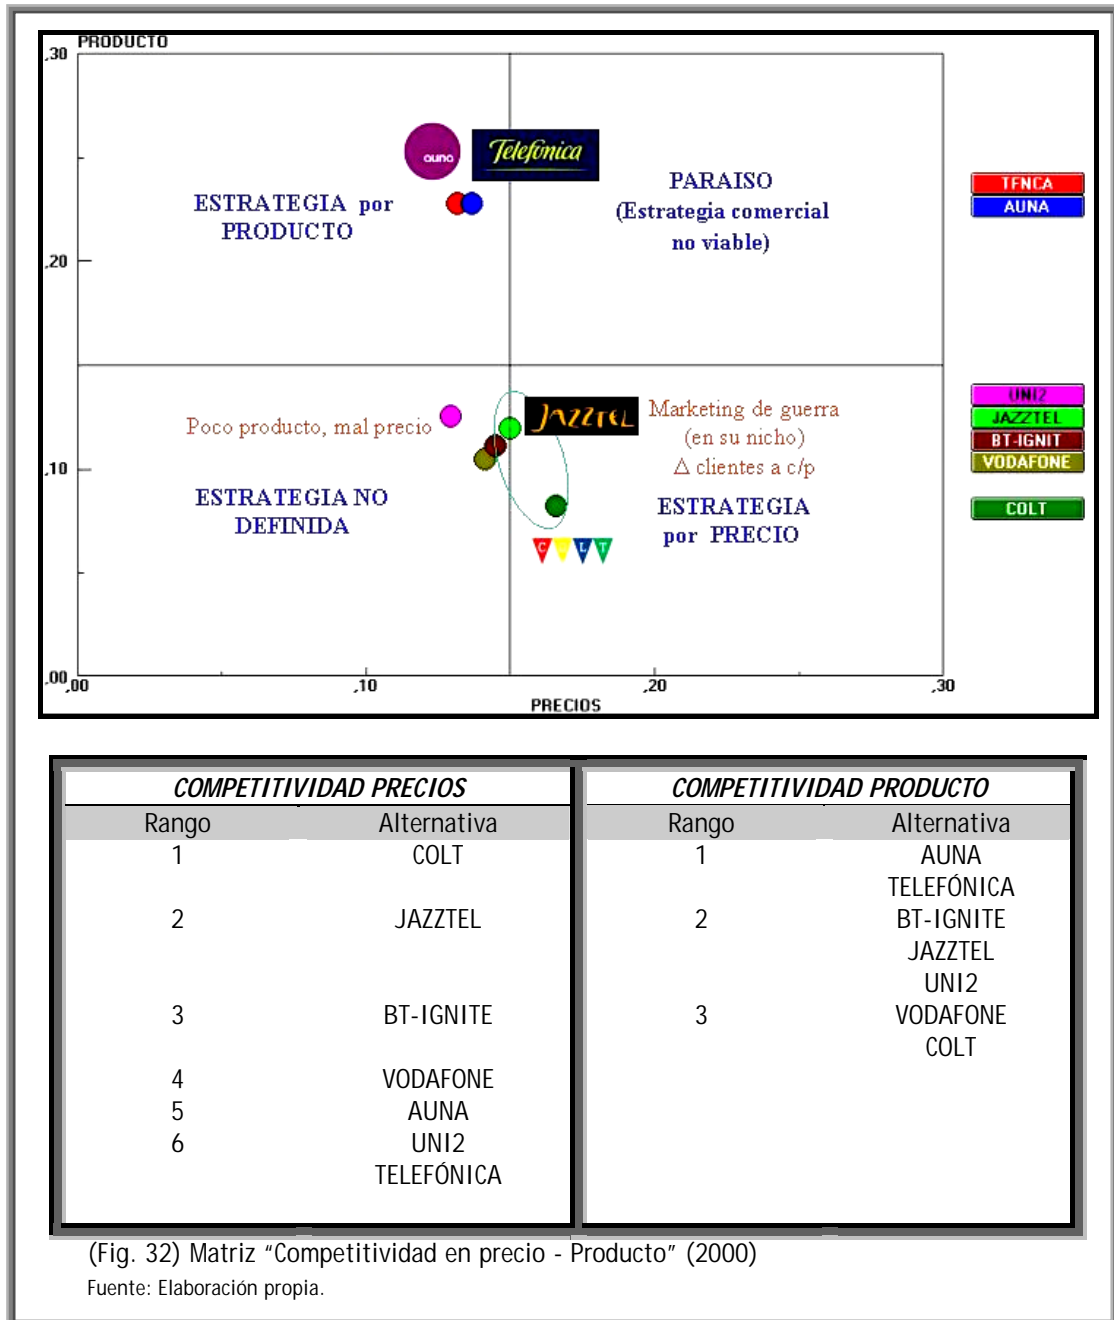 PRODUCTO
,30
auna
Telefónica
ESTRATEGIA por
PRODUCTO
PARAISO
(Estrategia comercial
no viable)
TFNCA
AUNA
,20
UNI2
JAZZTEL
BT-IGNIT
VODAFONE
COLT
Poco producto, mal precio
JAZZTEL
Marketing de guerra
(en su nicho)
Δ clientes a c/p
,10
ESTRATEGIA NO
DEFINIDA
ESTRATEGIA
por PRECIO
C O L T
,00
,00
,10
,20
,30
PRECIOS
COMPETITIVIDAD PRECIOS
COMPETITIVIDAD PRODUCTO
Rango Alternativa Rango Alternativa
1 COLT 1 AUNA
TELEFÓNICA
2 JAZZTEL 2 BT-IGNITE
JAZZTEL
UNI2
3 BT-IGNITE 3 VODAFONE
COLT
4 VODAFONE
5 AUNA
6 UNI2
TELEFÓNICA
(Fig. 32) Matriz “Competitividad en precio - Producto” (2000)
Fuente: Elaboración propia.